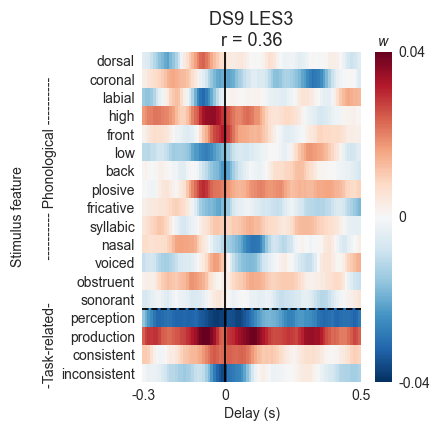 DS9 LES3
r = 0.36
w
dorsal
coronal
labial
high
front
low
back
plosive
fricative
syllabic
nasal
voiced
obstruent
sonorant
perception
production
consistent
inconsistent
Stimulus feature
-Task-related- ----------- Phonological -----------
-0.3
0
0.5
Delay (s)
0.04
0
-0.04